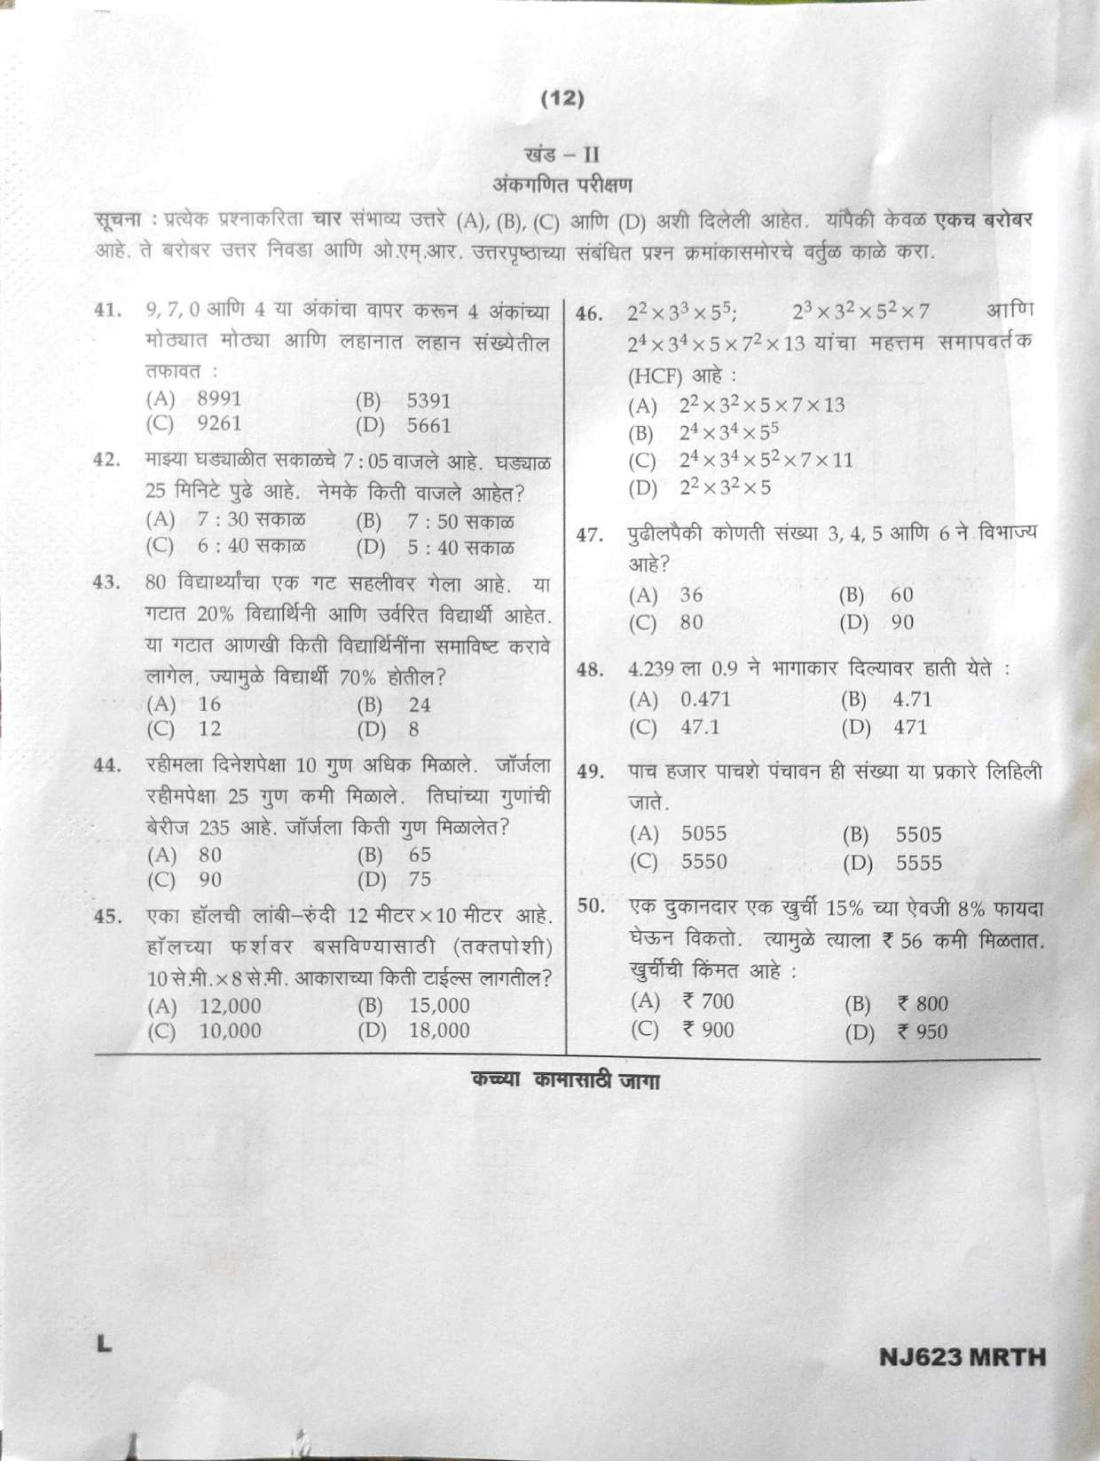 (12)
खंड – II
अंकगणित परीक्षण
सूचना : प्रत्येक प्रश्नाकरिता चार संभाव्य उत्तरे (A), (B), (C) आणि (D) अशी दिलेली आहेत. यांपैकी केवळ एकच बरोबर
आहे. ते बरोबर उत्तर निवडा आणि ओ.एम्.आर. उत्तरपृष्ठाच्या संबंधित प्रश्न क्रमांकासमोरचे वर्तुळ काळे करा.
41. 9, 7, 0 आणि 4 या अंकांचा वापर करून 4 अंकांच्या
मोठ्यात मोठ्या आणि लहानात लहान संख्येतील
तफावत :
(A) 8991 (B) 5391
(C) 9261 (D) 5661
42. माझ्या घड्याळीत सकाळचे 7 : 05 वाजले आहे. घड्याळ
25 मिनिटे पुढे आहे. नेमके किती वाजले आहेत?
(A) 7 : 30 सकाळ (B) 7 : 50 सकाळ
(C) 6 : 40 सकाळ (D) 5 : 40 सकाळ
43. 80 विद्यार्थ्यांचा एक गट सहलीवर गेला आहे. या
गटात 20% विद्यार्थिनी आणि उर्वरित विद्यार्थी आहेत.
या गटात आणखी किती विद्यार्थिनींना समाविष्ट करावे
लागेल, ज्यामुळे विद्यार्थी 70% होतील?
(A) 16 (B) 24
(C) 12 (D) 8
44. रहीमला दिनेशपेक्षा 10 गुण अधिक मिळाले. जॉर्जला
रहीमपेक्षा 25 गुण कमी मिळाले. तिघांच्या गुणांची
बेरीज 235 आहे. जॉर्जला किती गुण मिळालेत?
(A) 80 (B) 65
(C) 90 (D) 75
45. एका हॉलची लांबी–रुंदी 12 मीटर × 10 मीटर आहे.
हॉलच्या फर्शवर बसविण्यासाठी (तक्तपोशी)
10 से.मी. × 8 से.मी. आकाराच्या किती टाईल्स लागतील?
(A) 12,000 (B) 15,000
(C) 10,000 (D) 18,000
46. 2² × 3³ × 5⁵; 2³ × 3² × 5² × 7 आणि
2⁴ × 3⁴ × 5 × 7² × 13 यांचा महत्तम समापवर्तक
(HCF) आहे :
(A) 2² × 3² × 5 × 7 × 13
(B) 2⁴ × 3⁴ × 5⁵
(C) 2⁴ × 3⁴ × 5² × 7 × 11
(D) 2² × 3² × 5
47. पुढीलपैकी कोणती संख्या 3, 4, 5 आणि 6 ने विभाज्य
आहे?
(A) 36 (B) 60
(C) 80 (D) 90
48. 4.239 ला 0.9 ने भागाकार दिल्यावर हाती येते :
(A) 0.471 (B) 4.71
(C) 47.1 (D) 471
49. पाच हजार पाचशे पंचावन ही संख्या या प्रकारे लिहिली
जाते.
(A) 5055 (B) 5505
(C) 5550 (D) 5555
50. एक दुकानदार एक खुर्ची 15% च्या ऐवजी 8% फायदा
घेऊन विकतो. त्यामुळे त्याला ₹ 56 कमी मिळतात.
खुर्चीची किंमत आहे :
(A) ₹ 700 (B) ₹ 800
(C) ₹ 900 (D) ₹ 950
कच्च्या कामासाठी जागा
L
NJ623 MRTH